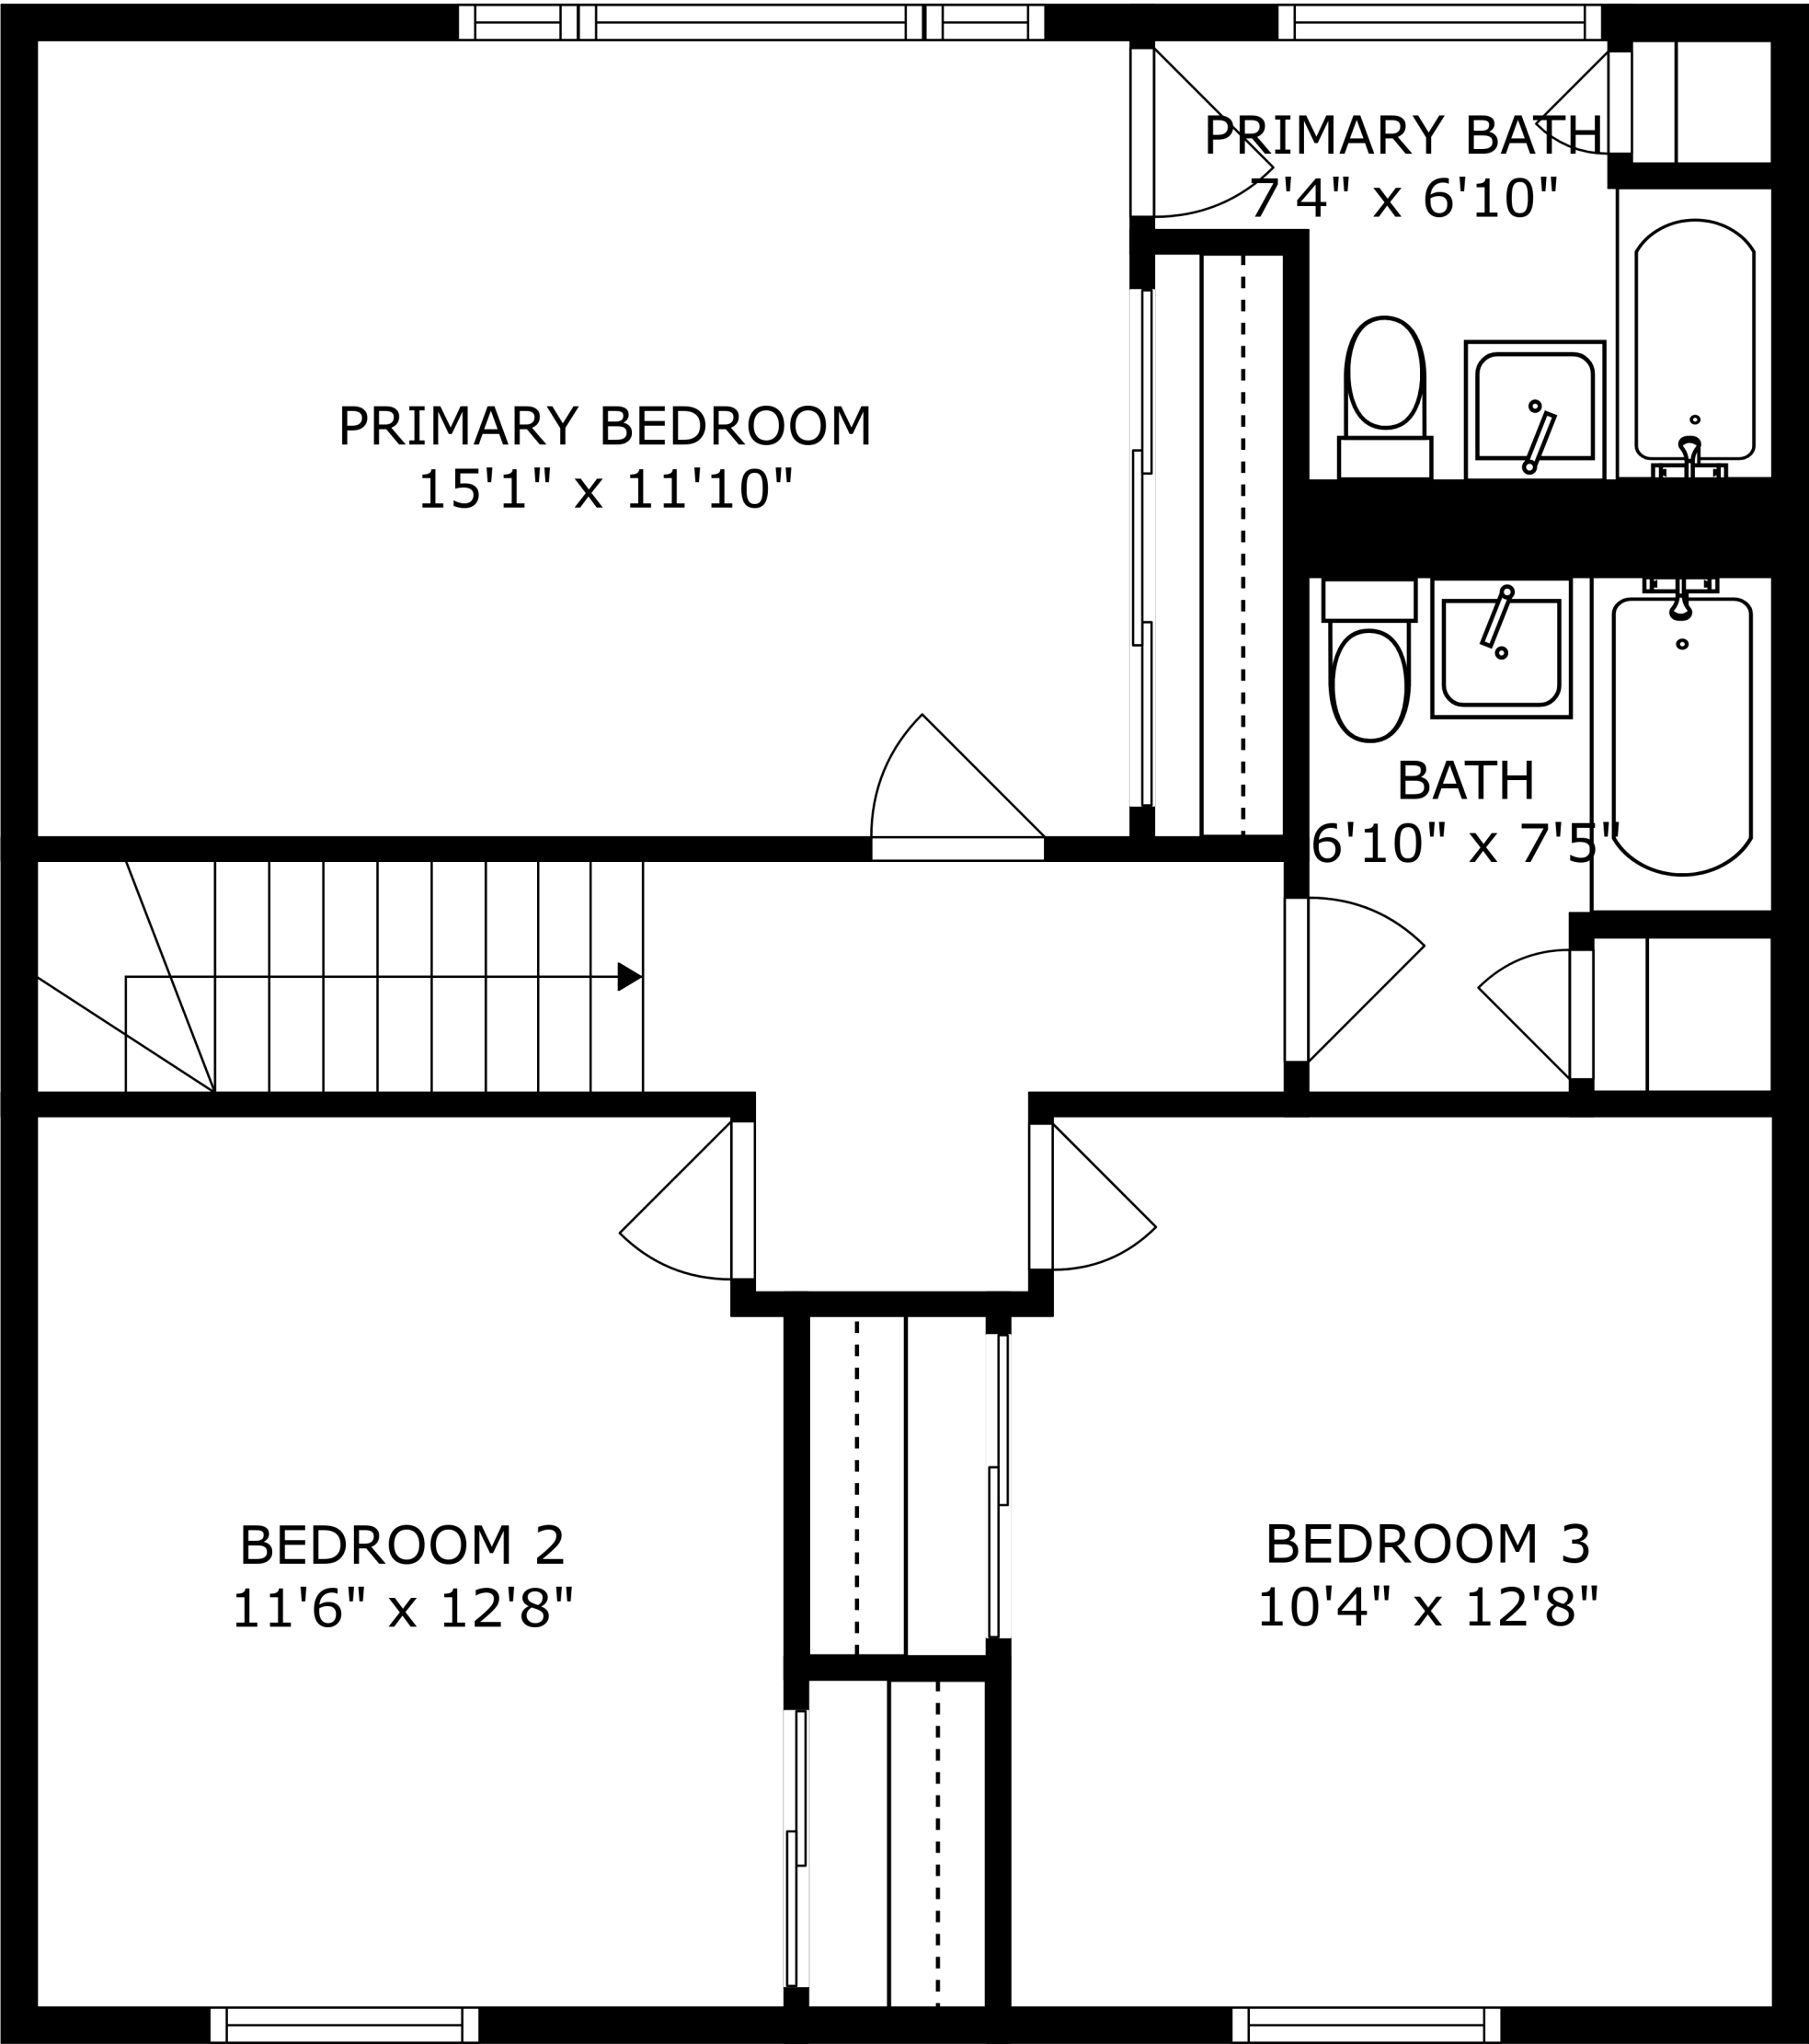 PRIMARY BATH
7'4" x 6'10"
PRIMARY BEDROOM
15'1" x 11'10"
BATH
6'10" x 7'5"
BEDROOM 2
11'6" x 12'8"
BEDROOM 3
10'4" x 12'8"